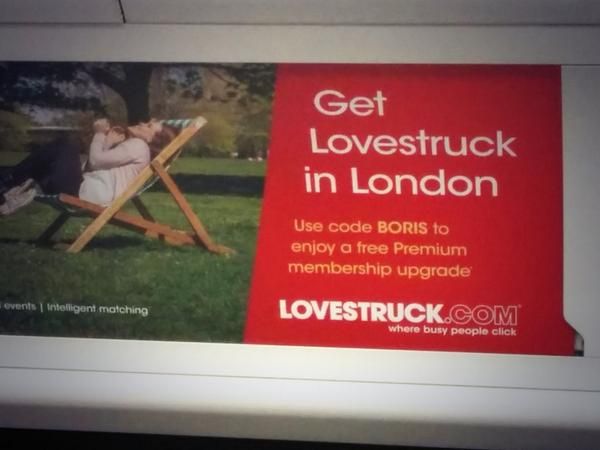 Get
Lovestruck
in London
Use code BORIS to
enjoy a free Premium
membership upgrade*
LOVESTRUCK.COM
where busy people click
events | Intelligent matching